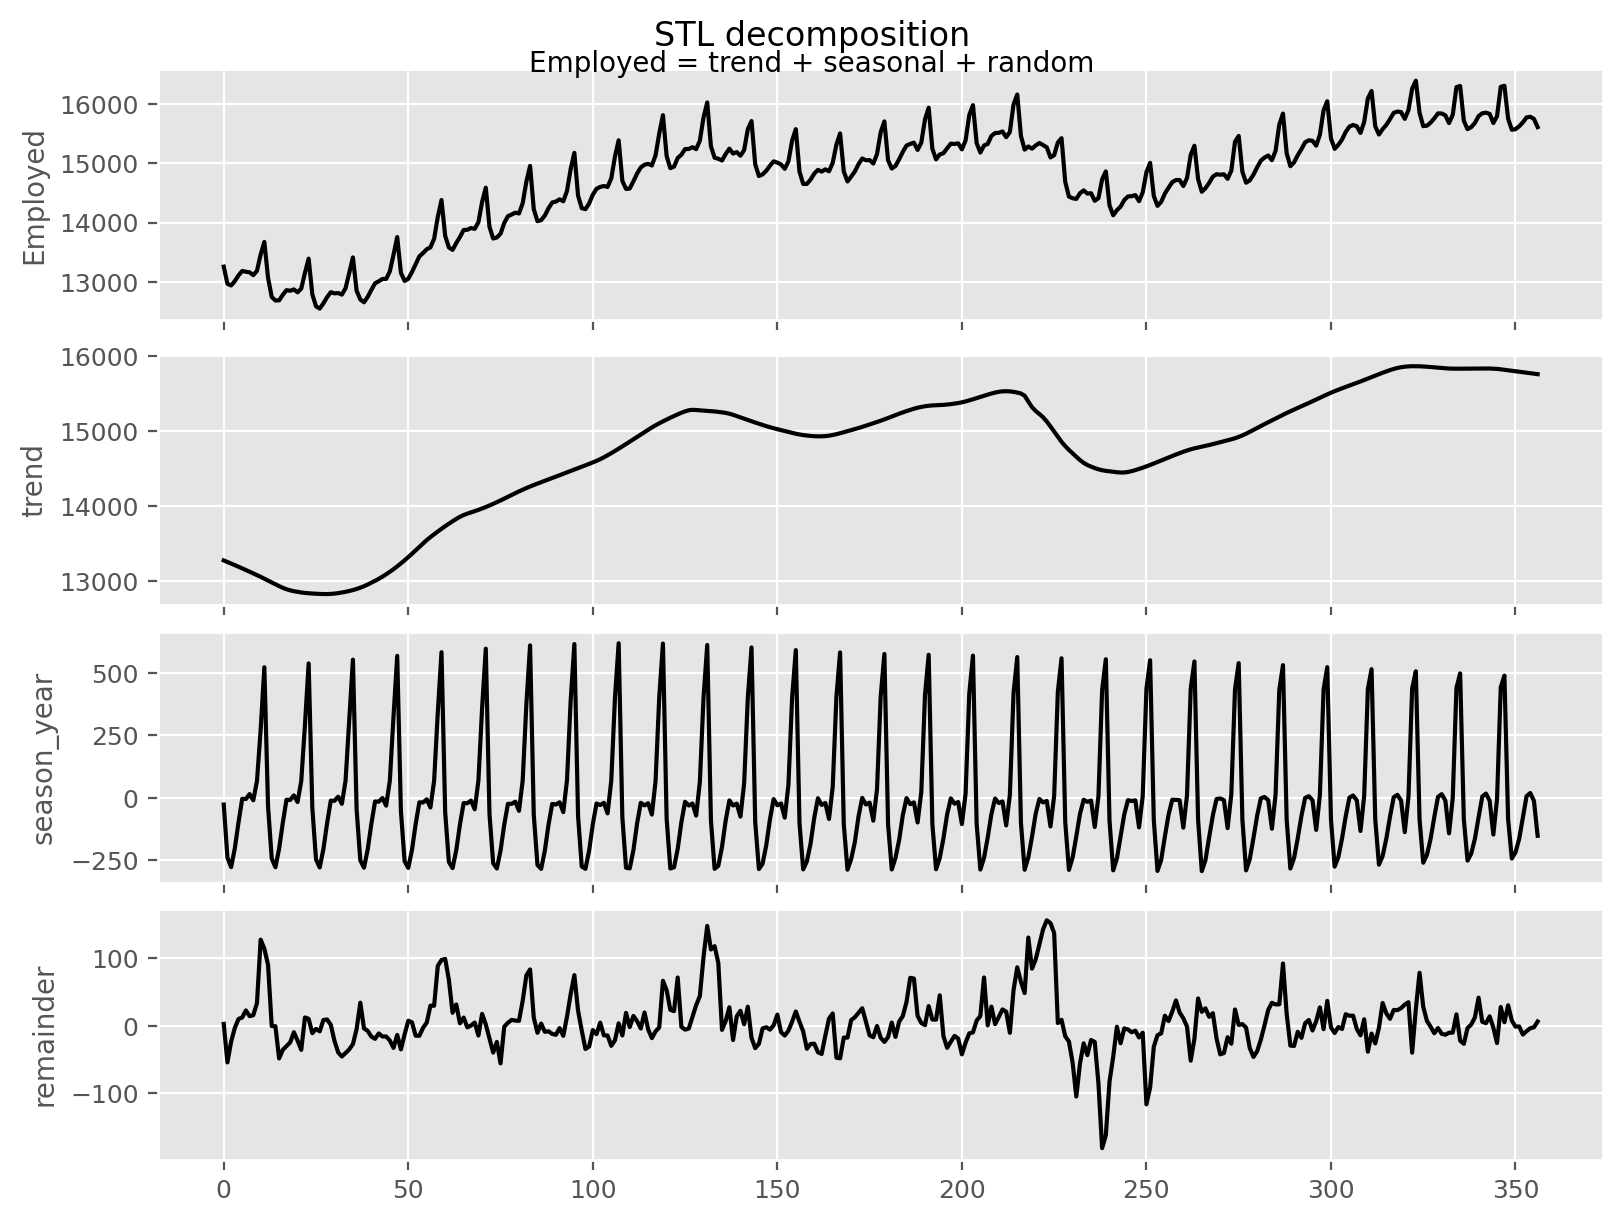 STL decomposition
Employed = trend + seasonal + random
Employed
16000
15000
14000
13000
trend
16000
15000
14000
13000
season_year
500
250
0
−250
remainder
100
0
−100
0 50 100 150 200 250 300 350